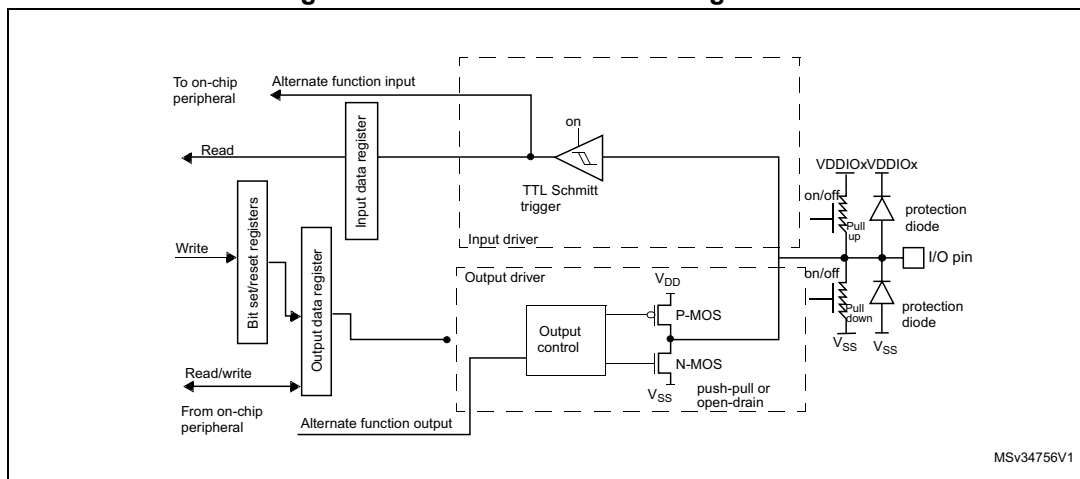 To on-chip
peripheral
Alternate function input
on
Read
Input data register
TTL Schmitt
trigger
Input driver
VDDIOxVDDIOx
on/off
Pull
up
protection
diode
I/O pin
Write
Bit set/reset registers
Output data register
Output driver
VDD
P-MOS
Output
control
N-MOS
VSS
push-pull or
open-drain
on/off
Pull
down
protection
diode
VSS
VSS
Read/write
From on-chip
peripheral
Alternate function output
MSv34756V1